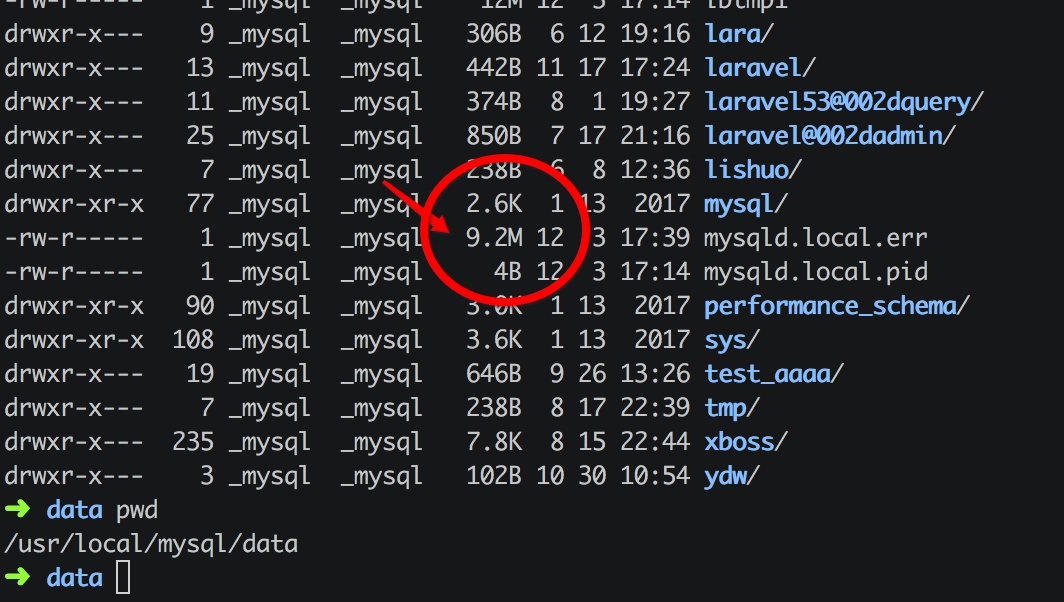 -rw-r----- 1 _mysql _mysql 12M 12 3 17:14 ibtmp1
drwxr-x--- 9 _mysql _mysql 306B 6 12 19:16 lara/
drwxr-x--- 13 _mysql _mysql 442B 11 17 17:24 laravel/
drwxr-x--- 11 _mysql _mysql 374B 8 1 19:27 laravel53@002dquery/
drwxr-x--- 25 _mysql _mysql 850B 7 17 21:16 laravel@002dadmin/
drwxr-x--- 7 _mysql _mysql 238B 6 8 12:36 lishuo/
drwxr-xr-x 77 _mysql _mysql 2.6K 1 13 2017 mysql/
-rw-r----- 1 _mysql _mysql 9.2M 12 3 17:39 mysqld.local.err
-rw-r----- 1 _mysql _mysql 4B 12 3 17:14 mysqld.local.pid
drwxr-xr-x 90 _mysql _mysql 3.0K 1 13 2017 performance_schema/
drwxr-xr-x 108 _mysql _mysql 3.6K 1 13 2017 sys/
drwxr-x--- 19 _mysql _mysql 646B 9 26 13:26 test_aaaa/
drwxr-x--- 7 _mysql _mysql 238B 8 17 22:39 tmp/
drwxr-x--- 235 _mysql _mysql 7.8K 8 15 22:44 xboss/
drwxr-x--- 3 _mysql _mysql 102B 10 30 10:54 ydw/
➜ data pwd
/usr/local/mysql/data
➜ data